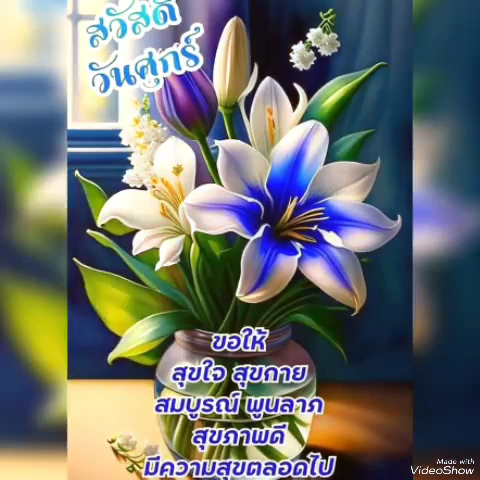 สวัสดี
วันศุกร์
ขอให้
สุขใจ สุขกาย
สมบูรณ์ พูนลาภ
สุขภาพดี
มีความสุขตลอดไป
Made with
VideoShow